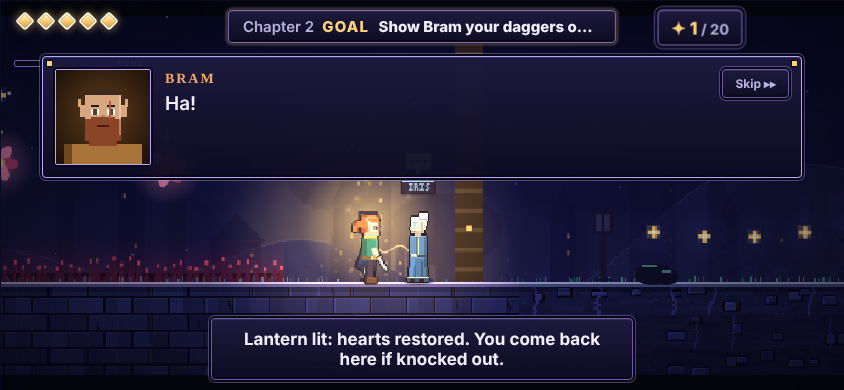 Chapter 2 GOAL Show Bram your daggers o...
1 / 20
BRAM
Ha!
Skip
IRIS
Lantern lit: hearts restored. You come back
here if knocked out.